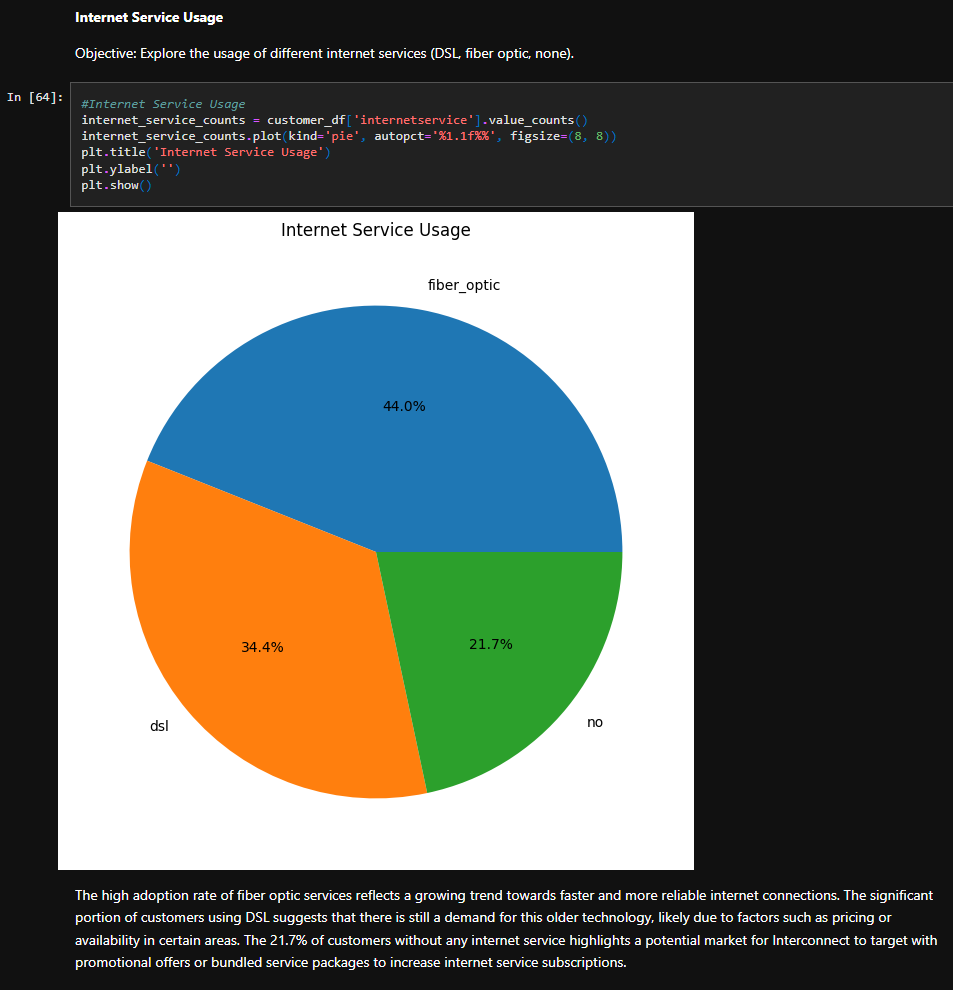 Internet Service Usage
Objective: Explore the usage of different internet services (DSL, fiber optic, none).
In [64]:
#Internet Service Usage
internet_service_counts = customer_df['internetservice'].value_counts()
internet_service_counts.plot(kind='pie', autopct='%1.1f%%', figsize=(8, 8))
plt.title('Internet Service Usage')
plt.ylabel('')
plt.show()
Internet Service Usage
fiber_optic
44.0%
34.4%
21.7%
dsl
no
The high adoption rate of fiber optic services reflects a growing trend towards faster and more reliable internet connections. The significant
portion of customers using DSL suggests that there is still a demand for this older technology, likely due to factors such as pricing or
availability in certain areas. The 21.7% of customers without any internet service highlights a potential market for Interconnect to target with
promotional offers or bundled service packages to increase internet service subscriptions.